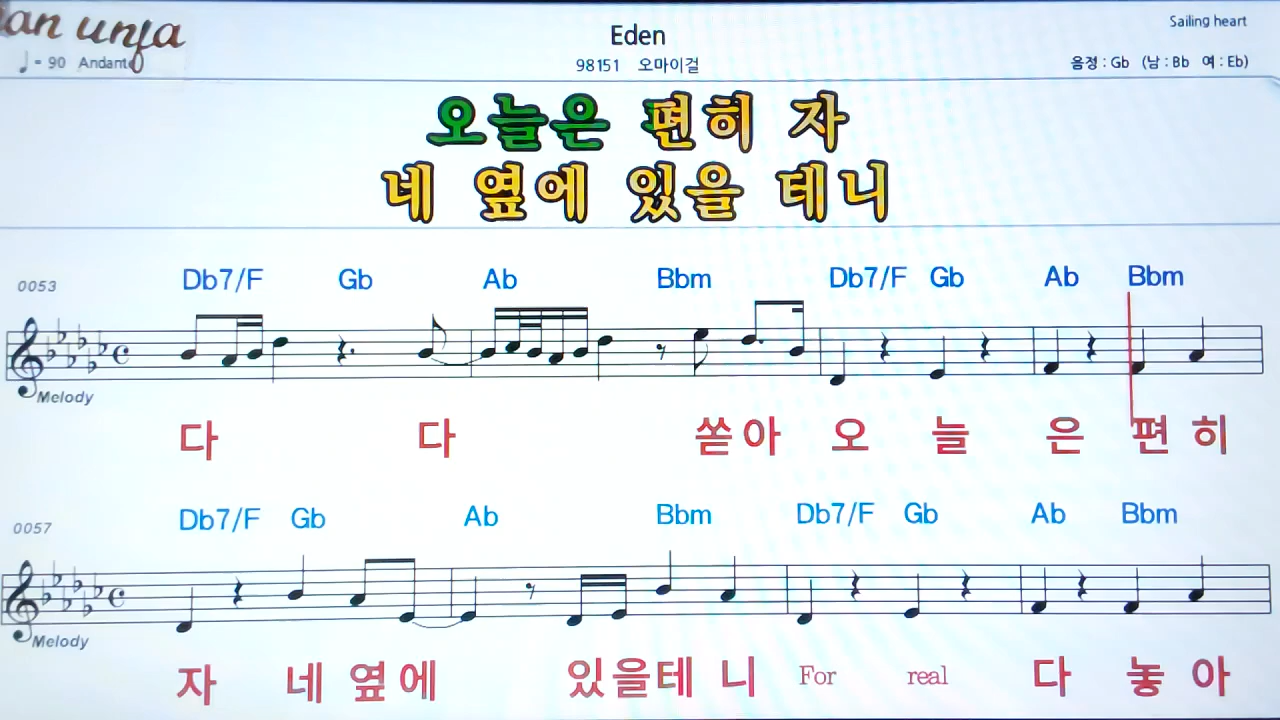 an unfa
Eden
Sailing heart
♩ = 90 Andante
98151 오마이걸
음정 : Gb (남 : Bb 여 : Eb)
오늘은 편히 자
네 옆에 있을 테니
0053 Db7/F Gb Ab Bbm Db7/F Gb Ab Bbm
Melody
다 다 쏟아 오 늘 은 편 히
0057 Db7/F Gb Ab Bbm Db7/F Gb Ab Bbm
Melody
자 네 옆에 있을테 니 For real 다 놓 아